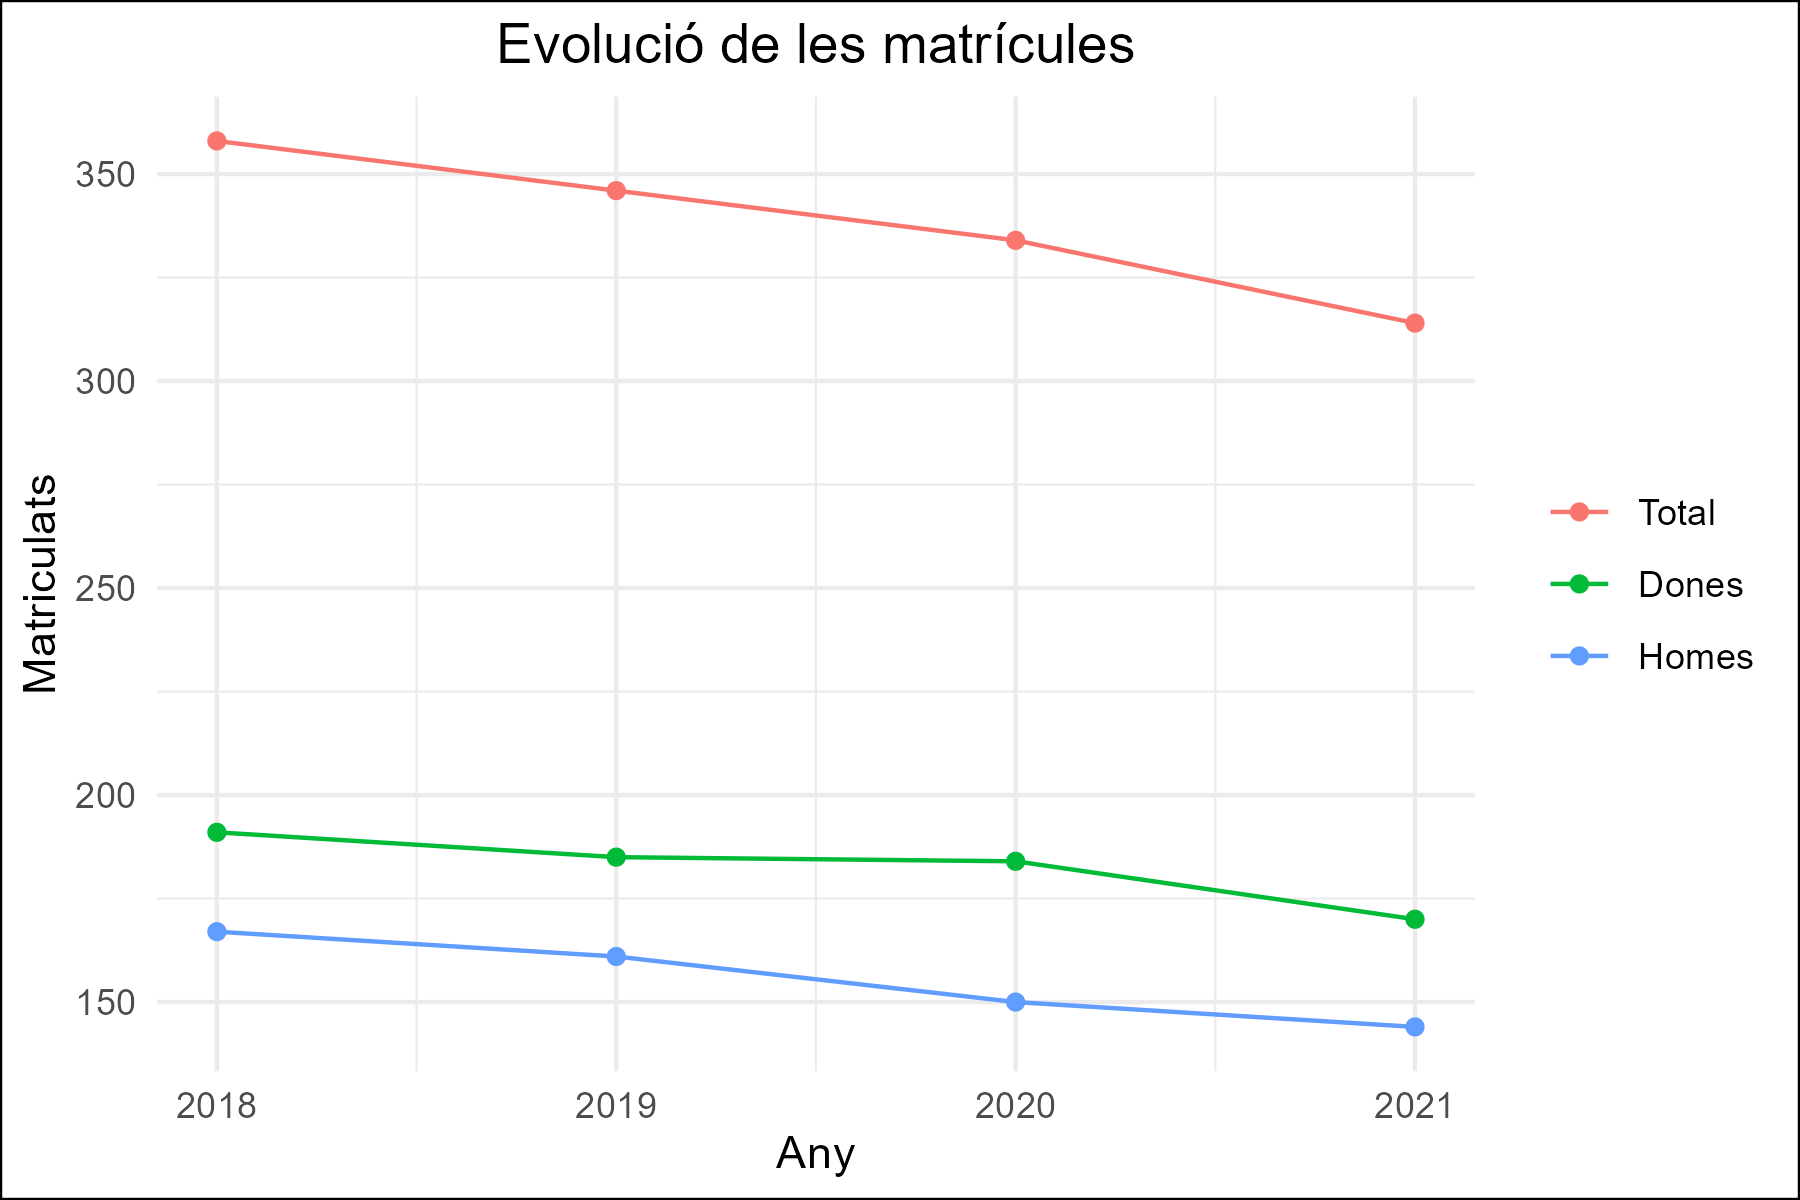 Evolució de les matrícules
350
300
250
200
150
Matriculats
2018
2019
2020
2021
Any
Total
Dones
Homes